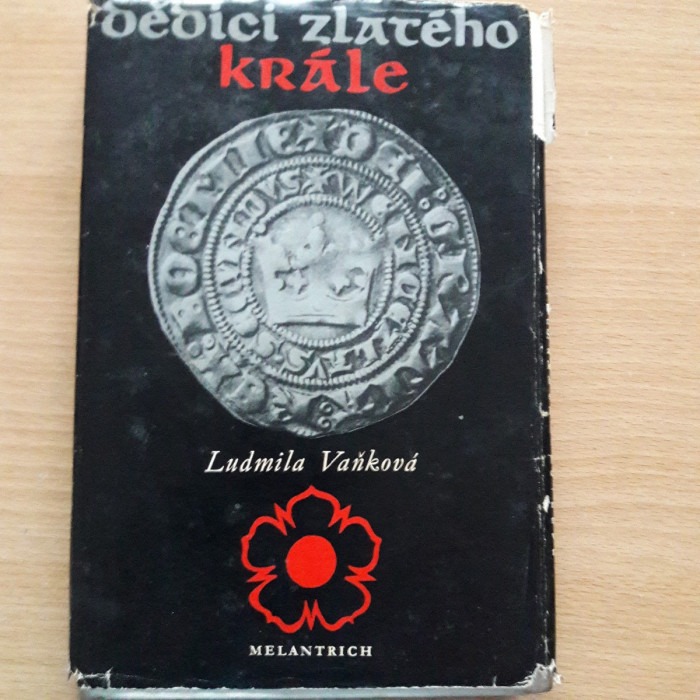 dědici zlatého
krále
Ludmila Vaňková
MELANTRICH